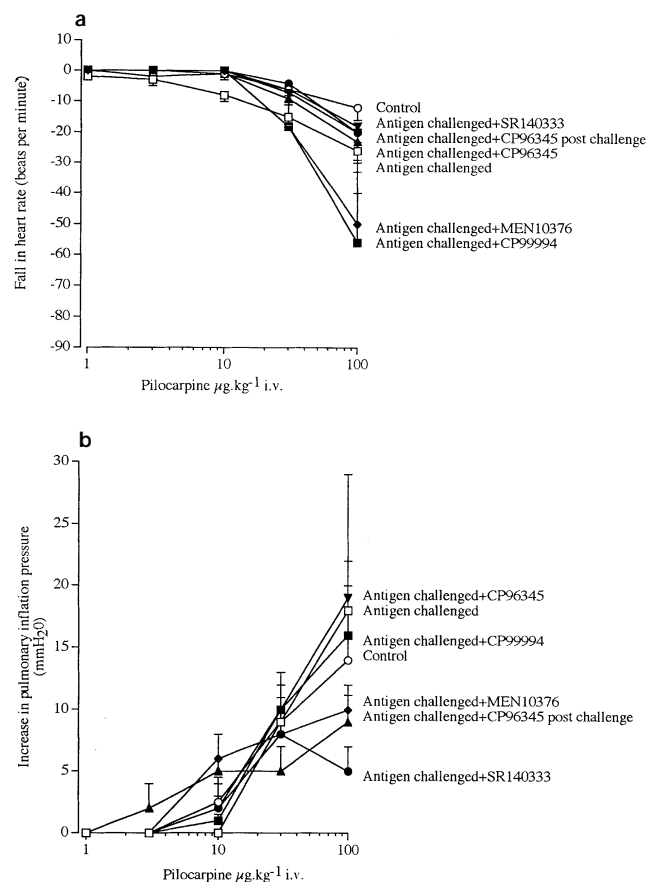 a
10
0
-10
-20
-30
-40
-50
-60
-70
-80
-90
Fall in heart rate (beats per minute)
Control
Antigen challenged+SR140333
Antigen challenged+CP96345 post challenge
Antigen challenged+CP96345
Antigen challenged
Antigen challenged+MEN10376
Antigen challenged+CP99994
1
10
100
Pilocarpine µg.kg-1 i.v.
b
30
25
20
15
10
5
0
Increase in pulmonary inflation pressure
(mmH20)
Antigen challenged+CP96345
Antigen challenged
Antigen challenged+CP99994
Control
Antigen challenged+MEN10376
Antigen challenged+CP96345 post challenge
Antigen challenged+SR140333
1
10
100
Pilocarpine µg.kg-1 i.v.